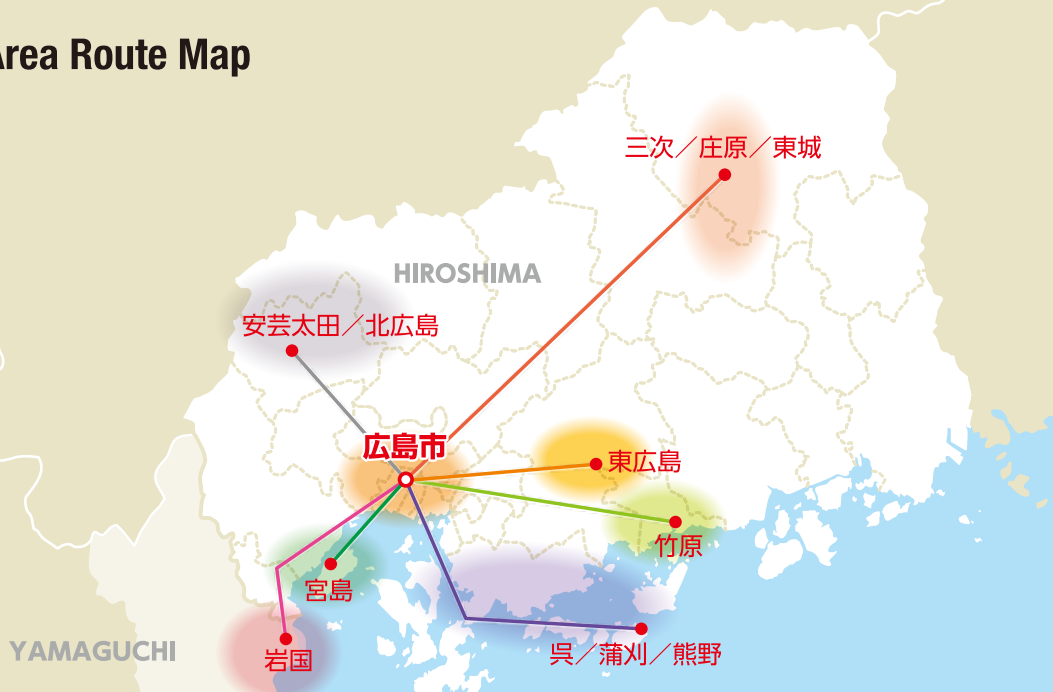 Area Route Map
三次／庄原／東城
HIROSHIMA
安芸太田／北広島
広島市
東広島
竹原
宮島
YAMAGUCHI
岩国
呉／蒲刈／熊野